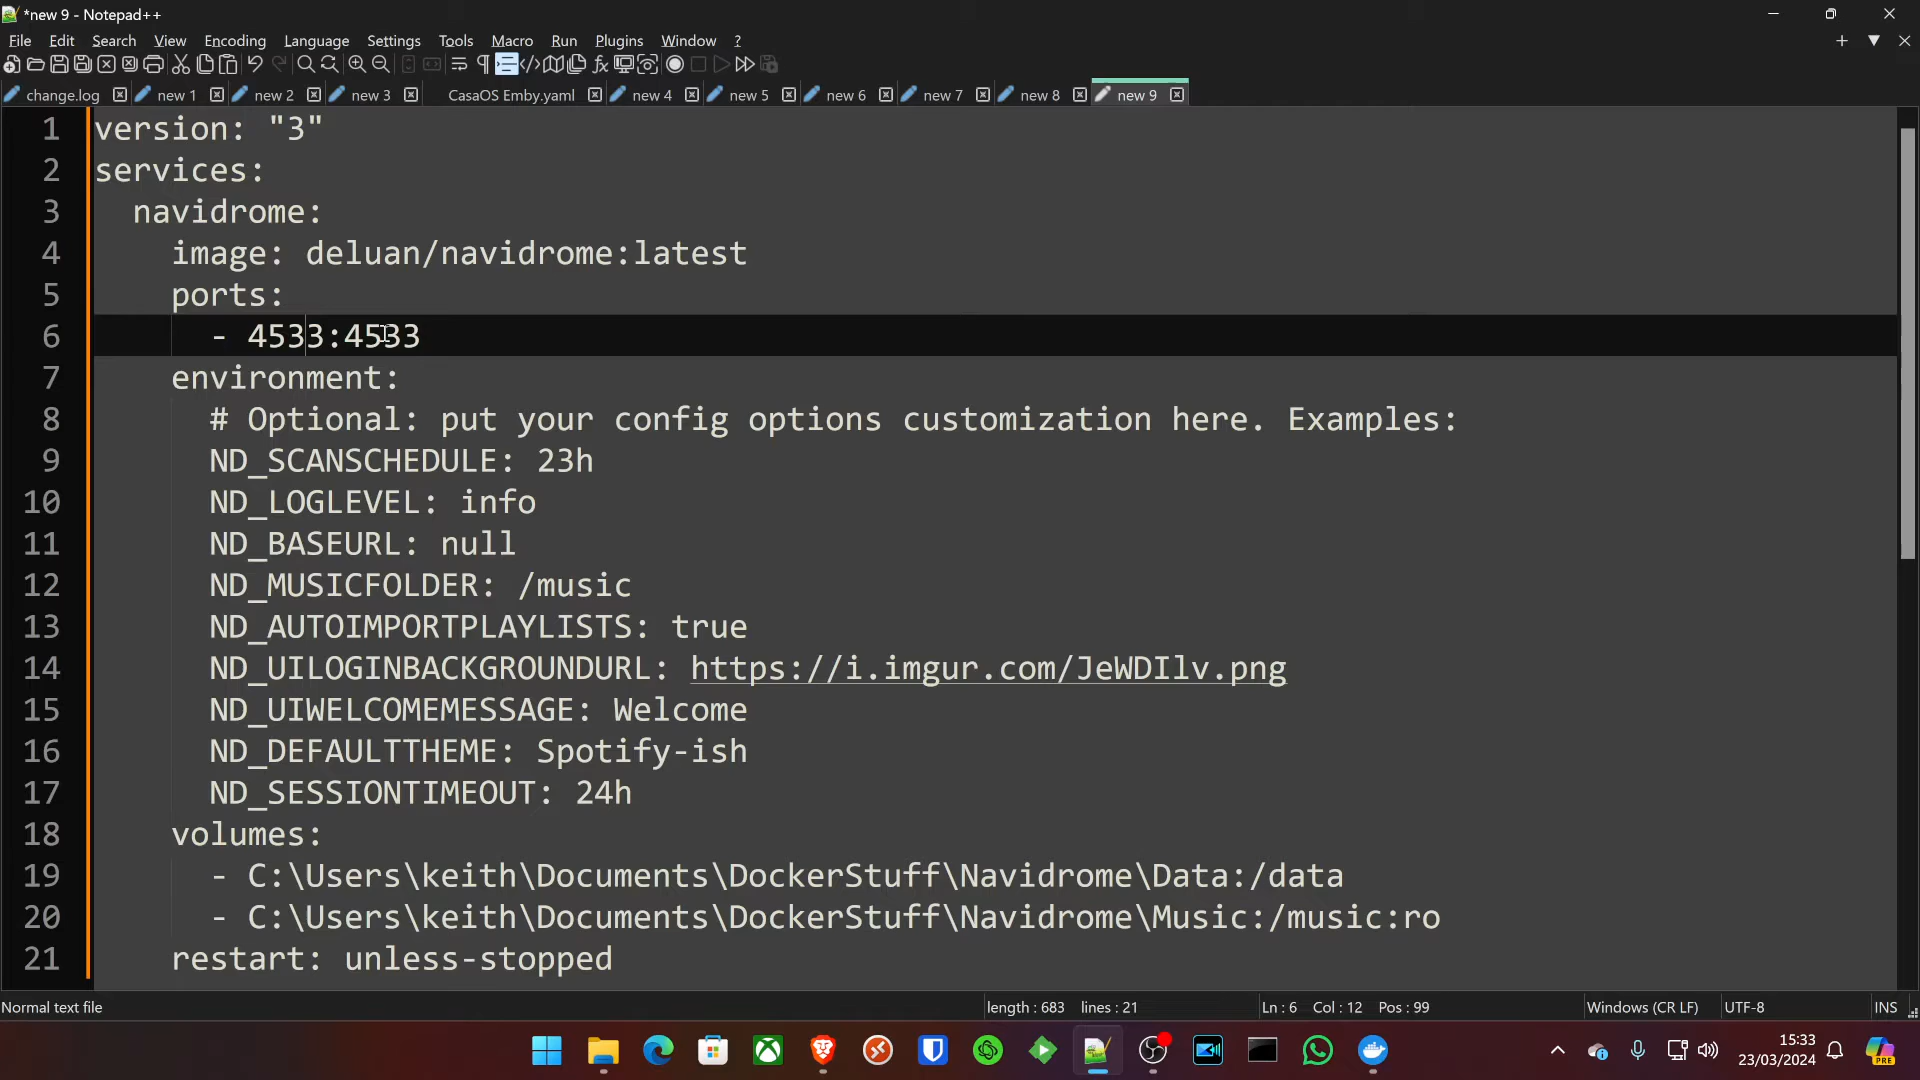 *new 9 - Notepad++
File Edit Search View Encoding Language Settings Tools Macro Run Plugins Window ?
change.log new 1 new 2 new 3 CasaOS Emby.yaml new 4 new 5 new 6 new 7 new 8 new 9
1 version: "3"
2 services:
3 navidrome:
4 image: deluan/navidrome:latest
5 ports:
6 - 4533:4533
7 environment:
8 # Optional: put your config options customization here. Examples:
9 ND_SCANSCHEDULE: 23h
10 ND_LOGLEVEL: info
11 ND_BASEURL: null
12 ND_MUSICFOLDER: /music
13 ND_AUTOIMPORTPLAYLISTS: true
14 ND_UILOGINBACKGROUNDURL: https://i.imgur.com/JeWDIlv.png
15 ND_UIWELCOMEMESSAGE: Welcome
16 ND_DEFAULTTHEME: Spotify-ish
17 ND_SESSIONTIMEOUT: 24h
18 volumes:
19 - C:\Users\keith\Documents\DockerStuff\Navidrome\Data:/data
20 - C:\Users\keith\Documents\DockerStuff\Navidrome\Music:/music:ro
21 restart: unless-stopped
Normal text file length : 683 lines : 21 Ln : 6 Col : 12 Pos : 99 Windows (CR LF) UTF-8 INS
15:33
23/03/2024
PRE